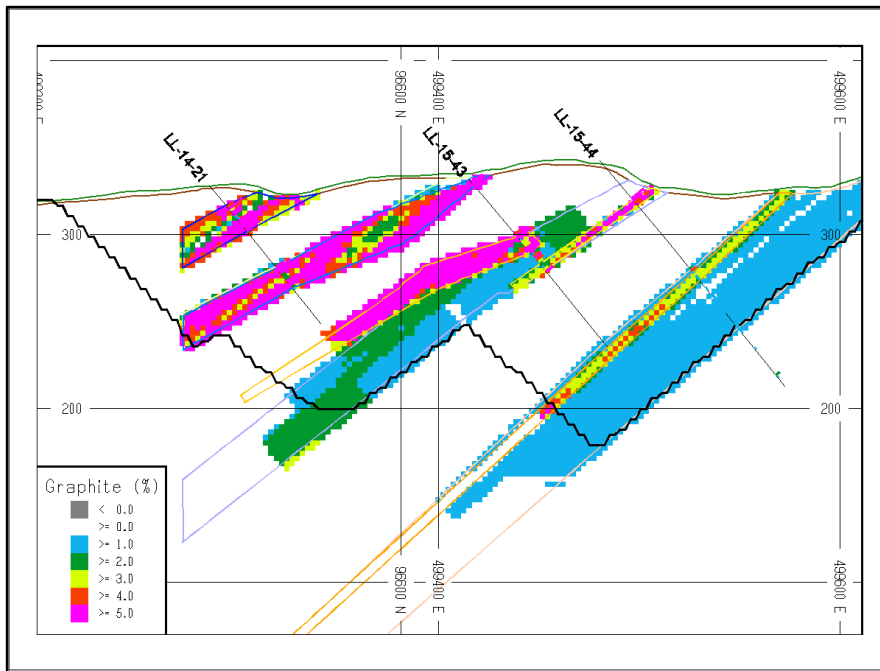 96600 N
499400 E
499600 E
LL-14-21
LL-15-43
LL-15-44
300
300
200
200
Graphite (%)
< 0.0
>= 0.0
>= 1.0
>= 2.0
>= 3.0
>= 4.0
>= 5.0
96600 N
499400 E
499600 E